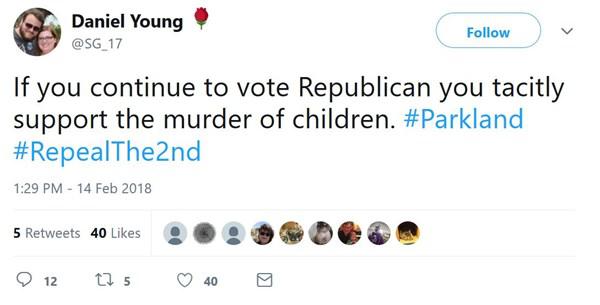 Daniel Young 🌹
@SG_17
Follow
If you continue to vote Republican you tacitly
support the murder of children. #Parkland
#RepealThe2nd
1:29 PM - 14 Feb 2018
5 Retweets 40 Likes
12 5 40